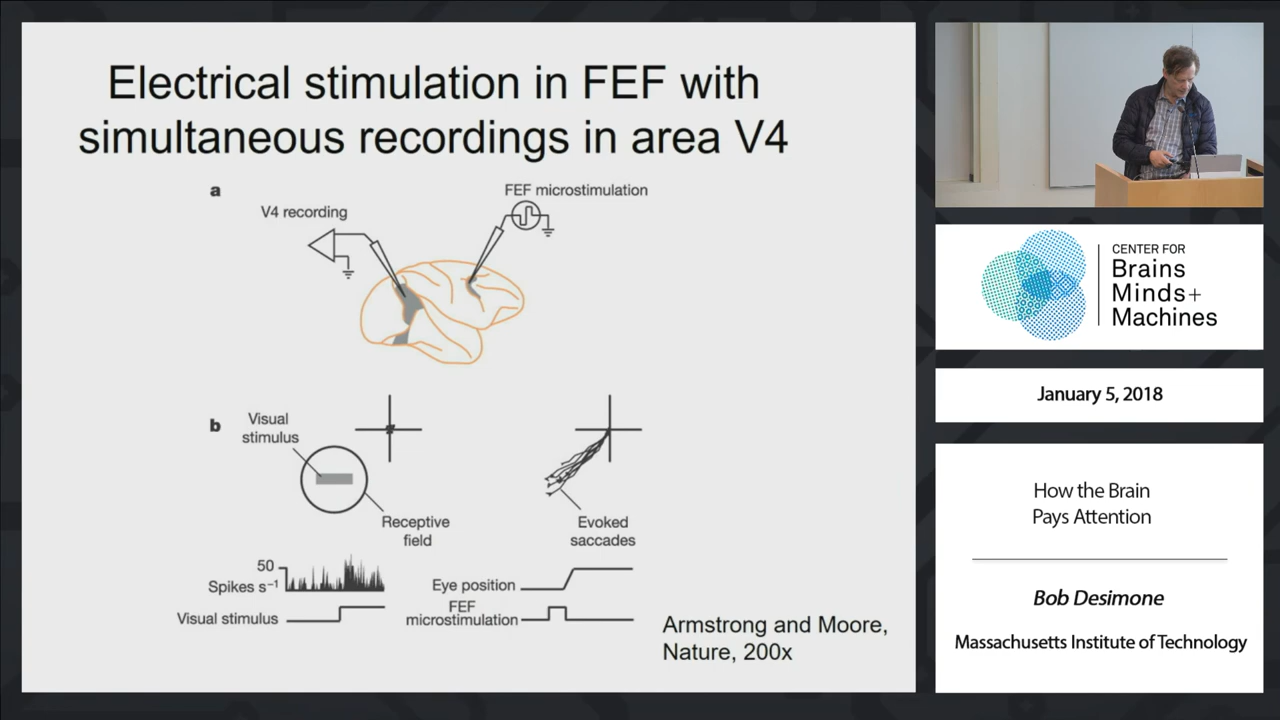 Electrical stimulation in FEF with
simultaneous recordings in area V4
a
V4 recording
FEF microstimulation
b
Visual
stimulus
Receptive
field
Evoked
saccades
50
Spikes s⁻¹
Visual stimulus
Eye position
FEF
microstimulation
Armstrong and Moore,
Nature, 200x
CENTER FOR
Brains
Minds+
Machines
January 5, 2018
How the Brain
Pays Attention
Bob Desimone
Massachusetts Institute of Technology